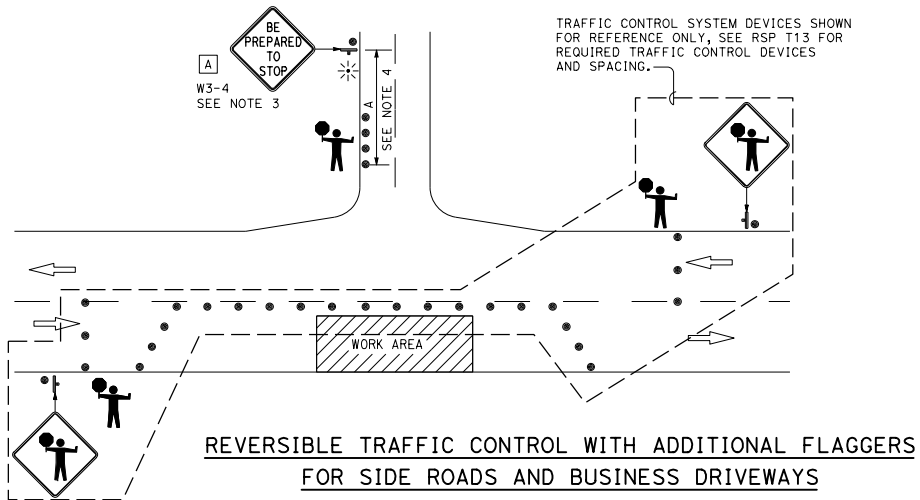 BE
PREPARED
TO
STOP
A
W3-4
SEE NOTE 3
A
SEE NOTE 4
TRAFFIC CONTROL SYSTEM DEVICES SHOWN
FOR REFERENCE ONLY, SEE RSP T13 FOR
REQUIRED TRAFFIC CONTROL DEVICES
AND SPACING.
WORK AREA
REVERSIBLE TRAFFIC CONTROL WITH ADDITIONAL FLAGGERS
FOR SIDE ROADS AND BUSINESS DRIVEWAYS